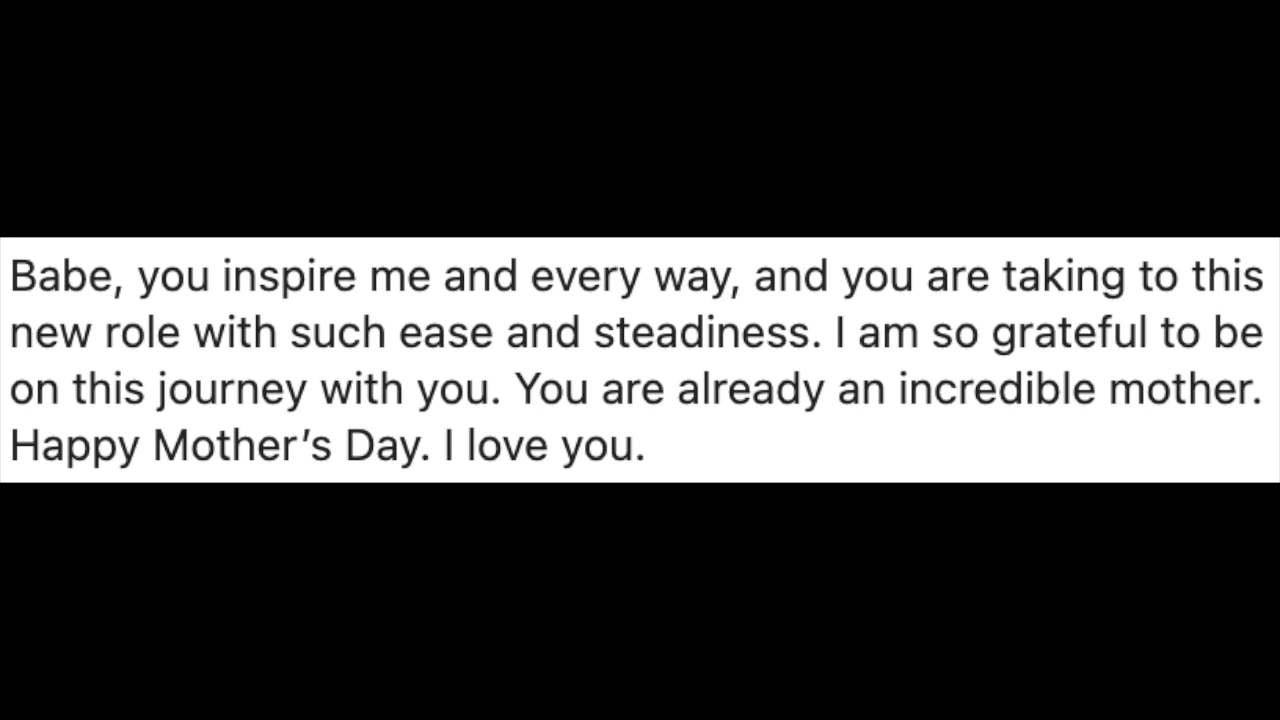 Babe, you inspire me and every way, and you are taking to this
new role with such ease and steadiness. I am so grateful to be
on this journey with you. You are already an incredible mother.
Happy Mother’s Day. I love you.